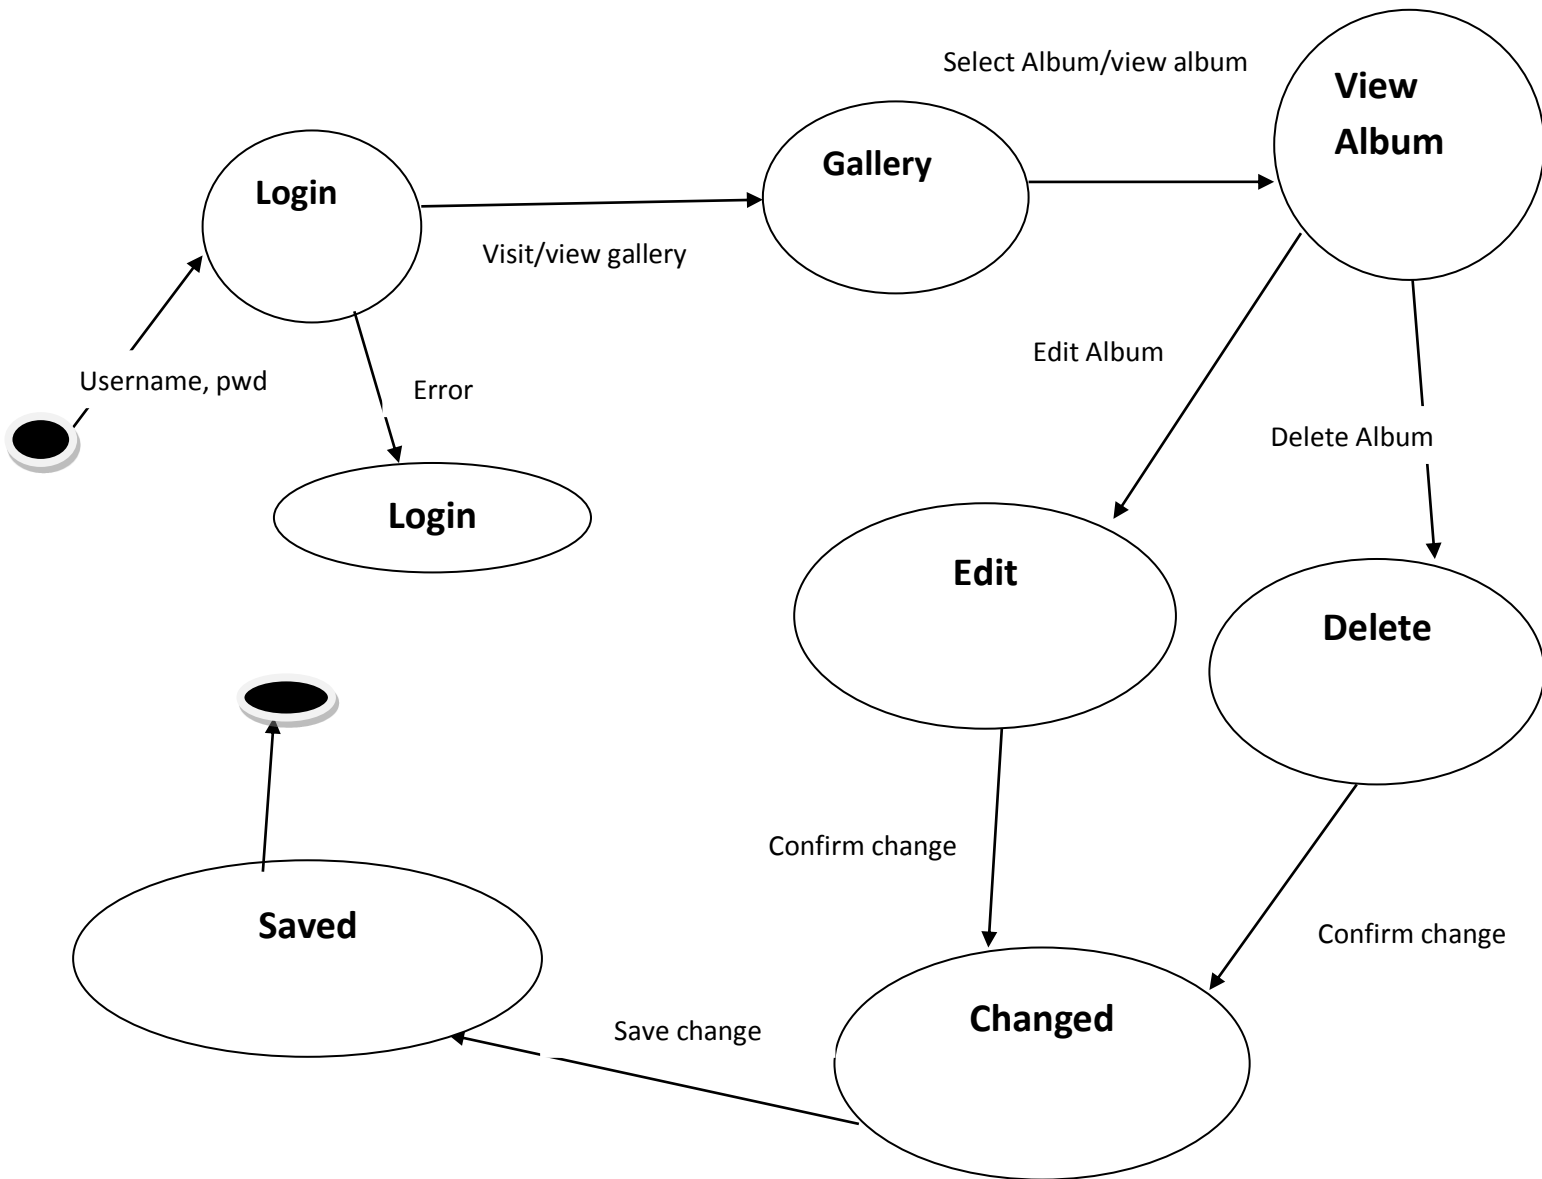 Select Album/view album
View
Album
Gallery
Login
Visit/view gallery
Username, pwd
Error
Edit Album
Delete Album
Login
Edit
Delete
Confirm change
Saved
Confirm change
Changed
Save change